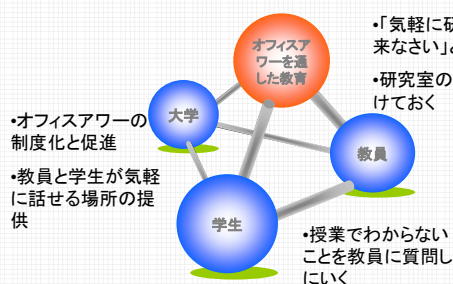 •「気軽に研
来なさい」
•研究室の
けておく
オフィスア
ワーを通
した教育
大学
•オフィスアワーの
制度化と促進
•教員と学生が気軽
に話せる場所の提
供
教員
学生
•授業でわからない
ことを教員に質問し
にいく